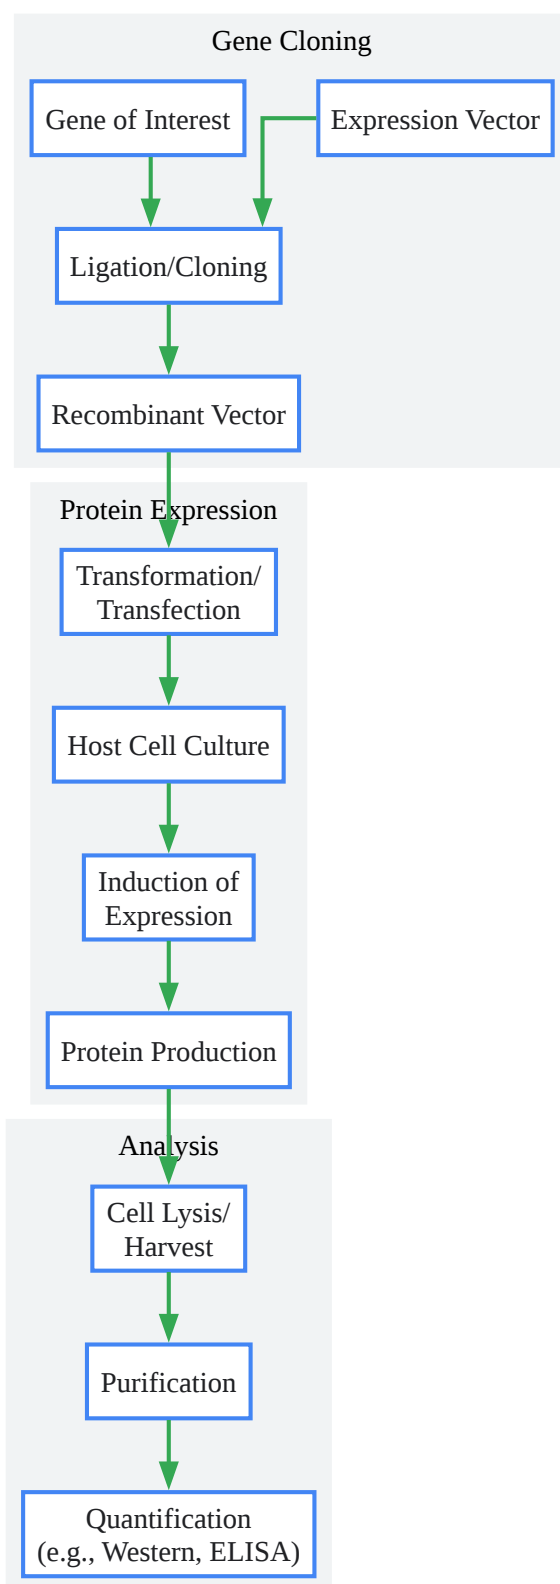 Gene Cloning
Gene of Interest
Expression Vector
Ligation/Cloning
Recombinant Vector
Protein Expression
Transformation/
Transfection
Host Cell Culture
Induction of
Expression
Protein Production
Analysis
Cell Lysis/
Harvest
Purification
Quantification
(e.g., Western, ELISA)